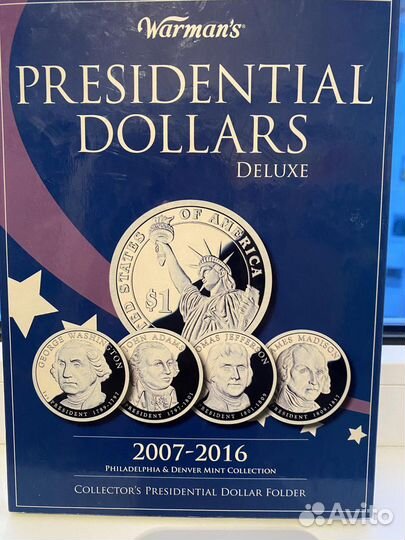 Warman's®
PRESIDENTIAL
DOLLARS
DELUXE
UNITED STATES OF AMERICA
$1
GEORGE WASHINGTON
JOHN ADAMS
THOMAS JEFFERSON
JAMES MADISON
PRESIDENT 1789-1797
PRESIDENT 1797-1801
PRESIDENT 1801-1809
PRESIDENT 1809-1817
2007-2016
PHILADELPHIA & DENVER MINT COLLECTION
COLLECTOR'S PRESIDENTIAL DOLLAR FOLDER
Avito